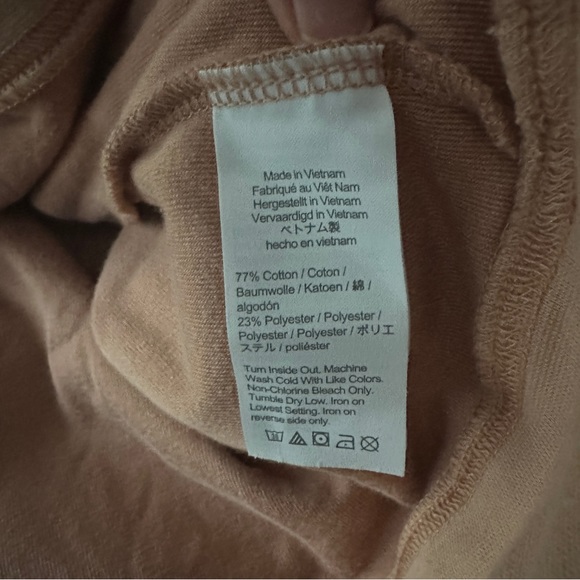 Made in Vietnam
Fabriqué au Viêt Nam
Hergestellt in Vietnam
Vervaardigd in Vietnam
ベトナム製
hecho en vietnam
77% Cotton / Coton /
Baumwolle / Katoen / 綿 /
algodón
23% Polyester / Polyester /
Polyester / Polyester / ポリエ
ステル / poliéster
Turn Inside Out. Machine
Wash Cold With Like Colors.
Non-Chlorine Bleach Only.
Tumble Dry Low. Iron on
Lowest Setting. Iron on
reverse side only.